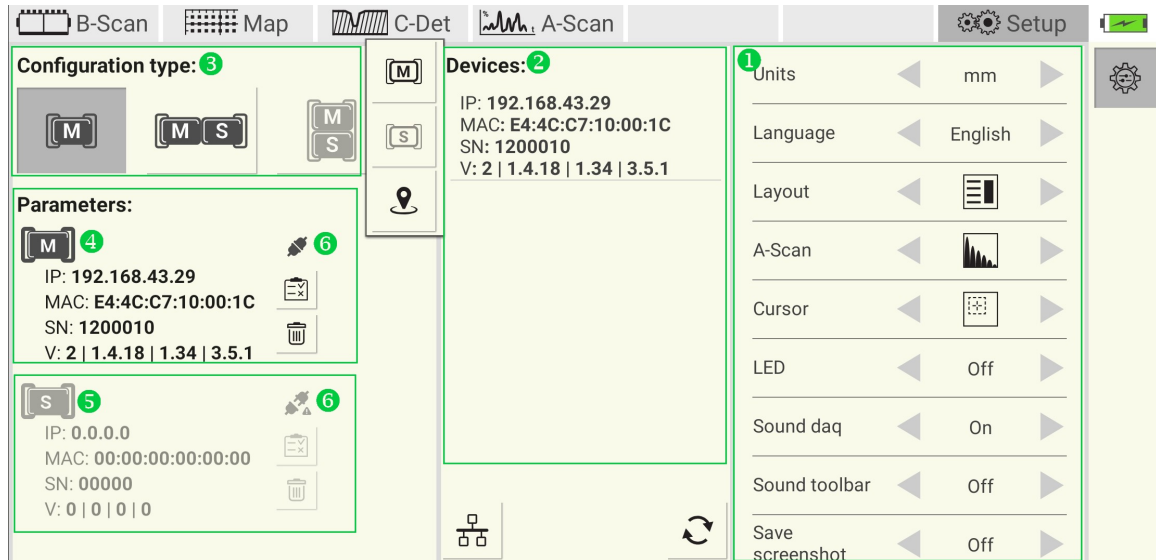 B-Scan
Map
C-Det
A-Scan
Setup
Configuration type: 3
M
M S
M
S
M
S
Parameters:
M 4
6
IP: 192.168.43.29
MAC: E4:4C:C7:10:00:1C
SN: 1200010
V: 2 | 1.4.18 | 1.34 | 3.5.1
S 5
6
IP: 0.0.0.0
MAC: 00:00:00:00:00:00
SN: 00000
V: 0 | 0 | 0 | 0
Devices: 2
IP: 192.168.43.29
MAC: E4:4C:C7:10:00:1C
SN: 1200010
V: 2 | 1.4.18 | 1.34 | 3.5.1
1
Units mm
Language English
Layout
A-Scan
Cursor
LED Off
Sound daq On
Sound toolbar Off
Save
screenshot Off